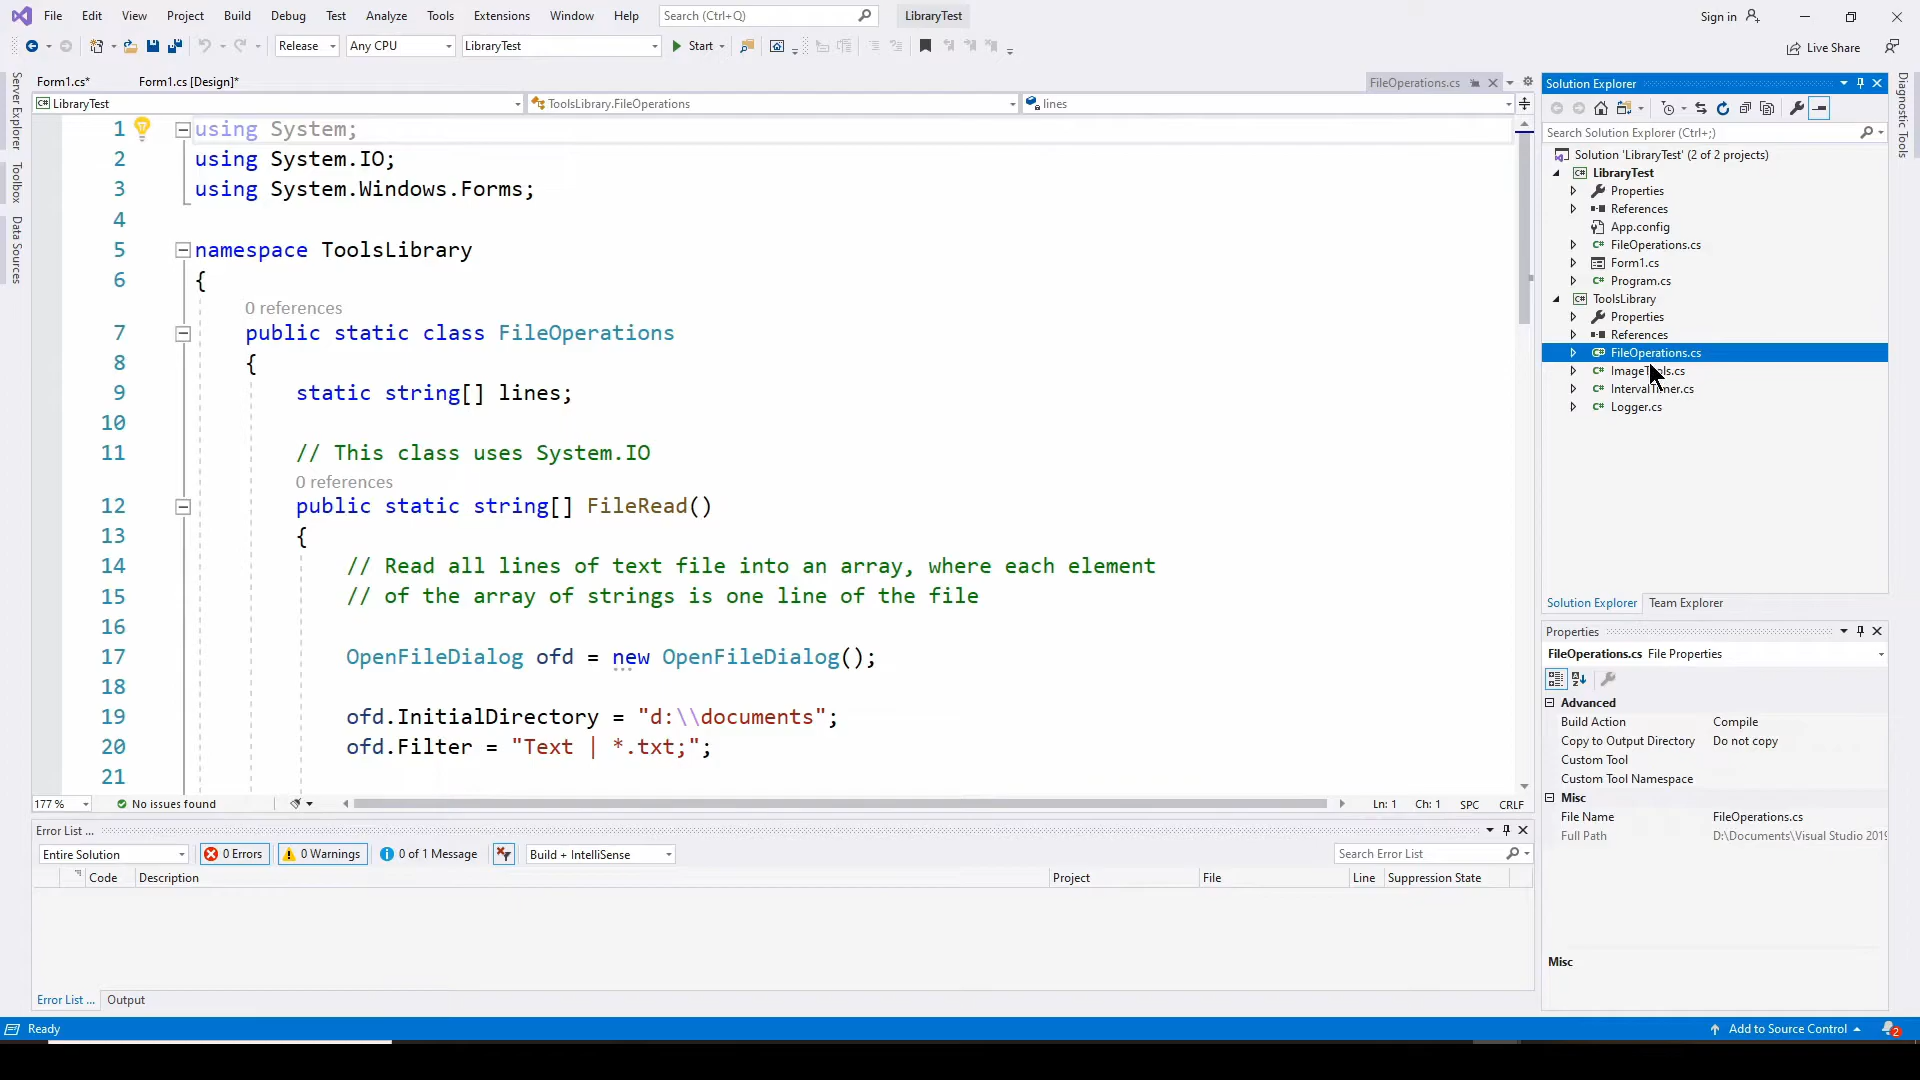 File Edit View Project Build Debug Test Analyze Tools Extensions Window Help Search (Ctrl+Q) LibraryTest Sign in
Release Any CPU LibraryTest Start Live Share
Server Explorer
Toolbox
Data Sources
Form1.cs* Form1.cs [Design]* FileOperations.cs
LibraryTest ToolsLibrary.FileOperations lines
1 using System;
2 using System.IO;
3 using System.Windows.Forms;
4
5 namespace ToolsLibrary
6 {
0 references
7 public static class FileOperations
8 {
9 static string[] lines;
10
11 // This class uses System.IO
0 references
12 public static string[] FileRead()
13 {
14 // Read all lines of text file into an array, where each element
15 // of the array of strings is one line of the file
16
17 OpenFileDialog ofd = new OpenFileDialog();
18
19 ofd.InitialDirectory = "d:\\documents";
20 ofd.Filter = "Text | *.txt;";
21
177 % No issues found Ln: 1 Ch: 1 SPC CRLF
Error List ...
Entire Solution 0 Errors 0 Warnings 0 of 1 Message Build + IntelliSense Search Error List
Code Description Project File Line Suppression State
Error List ... Output
Solution Explorer
Search Solution Explorer (Ctrl+;)
Solution 'LibraryTest' (2 of 2 projects)
LibraryTest
Properties
References
App.config
FileOperations.cs
Form1.cs
Program.cs
ToolsLibrary
Properties
References
FileOperations.cs
ImageTools.cs
IntervalTimer.cs
Logger.cs
Solution Explorer Team Explorer
Properties
FileOperations.cs File Properties
Advanced
Build Action Compile
Copy to Output Directory Do not copy
Custom Tool
Custom Tool Namespace
Misc
File Name FileOperations.cs
Full Path D:\Documents\Visual Studio 2019
Misc
Diagnostic Tools
Ready Add to Source Control 2